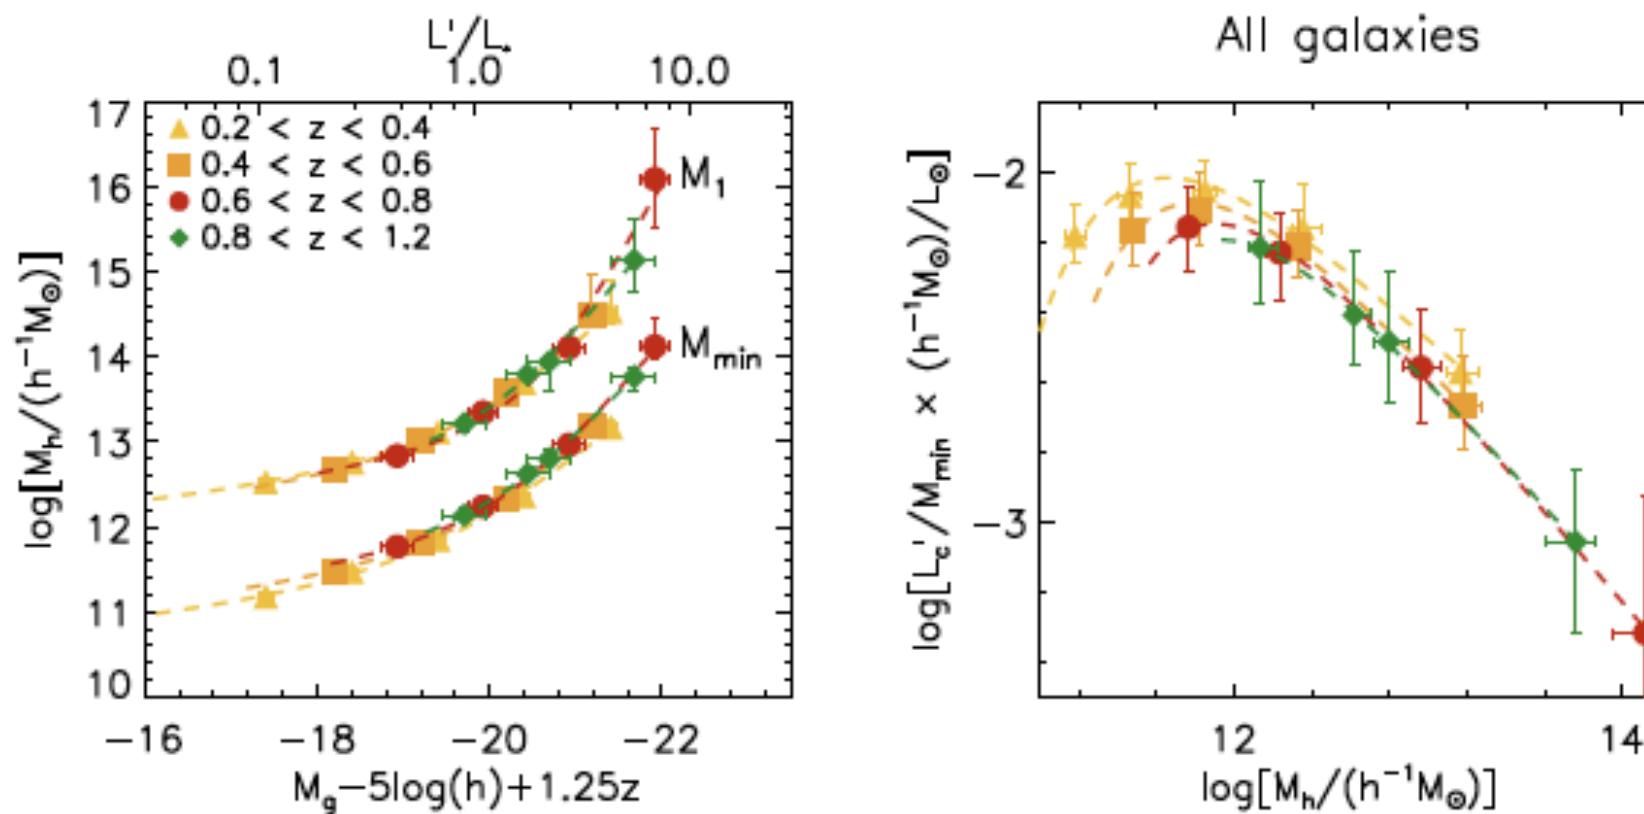 L'/L*
0.1 1.0 10.0
17
16
15
14
13
12
11
10
log[Mh/(h⁻¹M⊙)]
0.2 < z < 0.4
0.4 < z < 0.6
0.6 < z < 0.8
0.8 < z < 1.2
M₁
Mmin
−16 −18 −20 −22
Mg−5log(h)+1.25z
All galaxies
−2
−3
log[Lc'/Mmin × (h⁻¹M⊙)/L⊙]
12 14
log[Mh/(h⁻¹M⊙)]